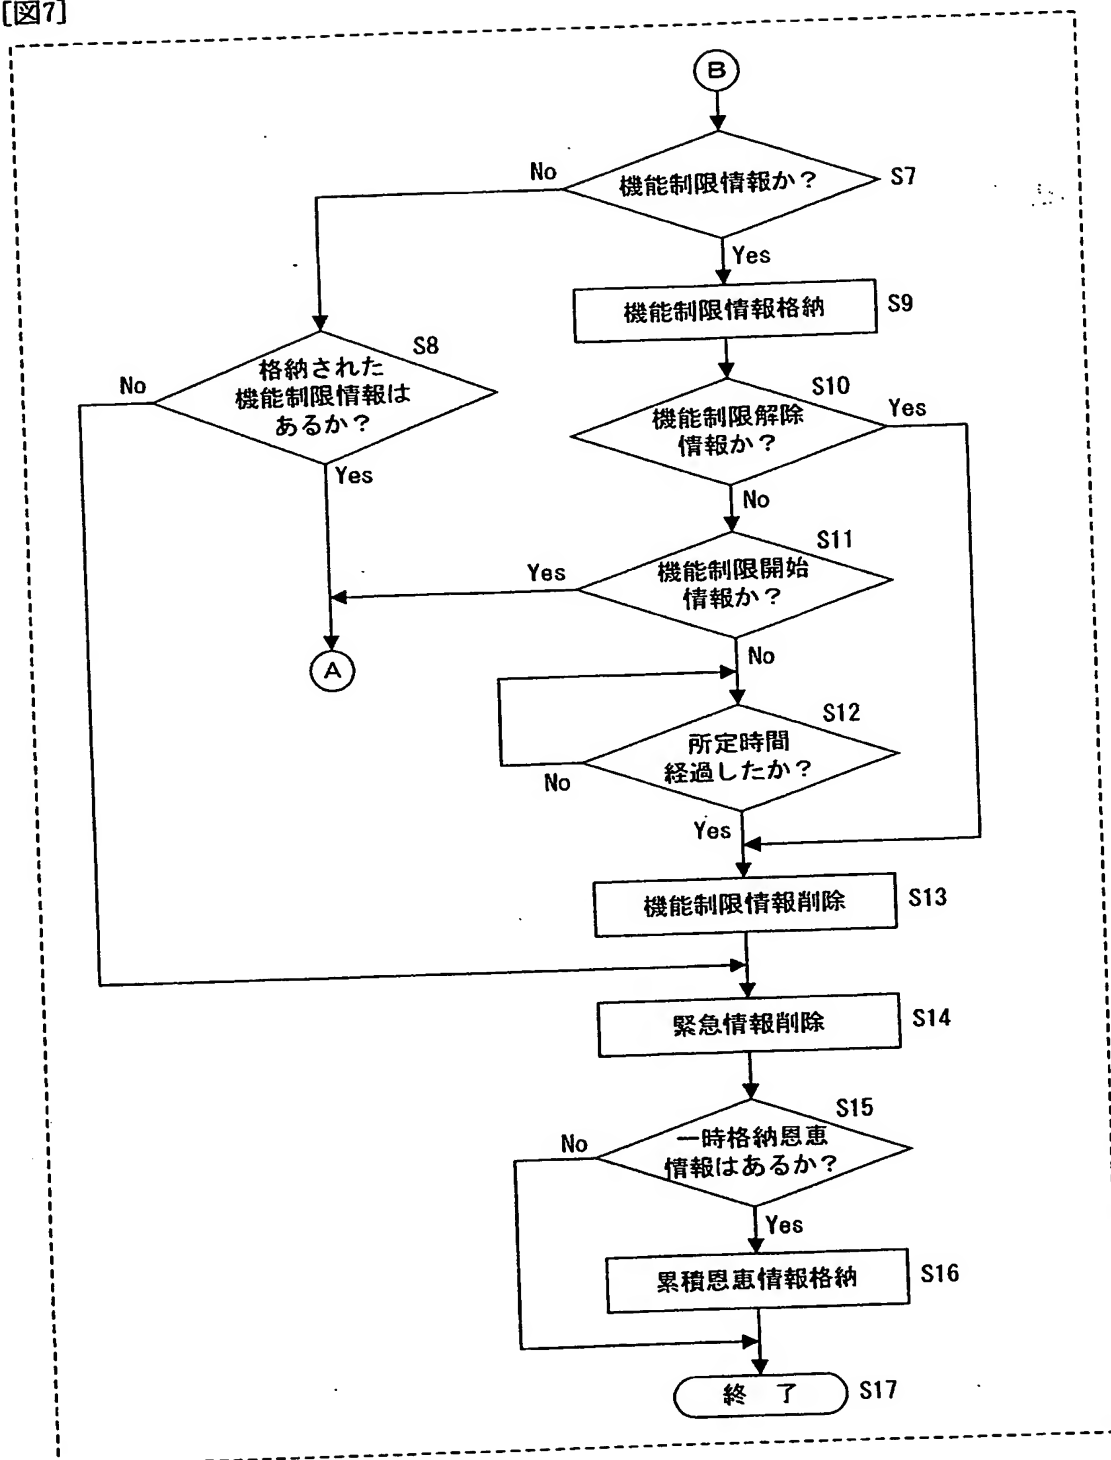 [図7]
B
機能制限情報か?
S7
No
Yes
機能制限情報格納
S9
格納された
機能制限情報は
あるか?
S8
No
Yes
機能制限解除
情報か?
S10
Yes
No
機能制限開始
情報か?
S11
Yes
No
A
所定時間
経過したか?
S12
No
Yes
機能制限情報削除
S13
緊急情報削除
S14
一時格納恩恵
情報はあるか?
S15
No
Yes
累積恩恵情報格納
S16
終 了
S17